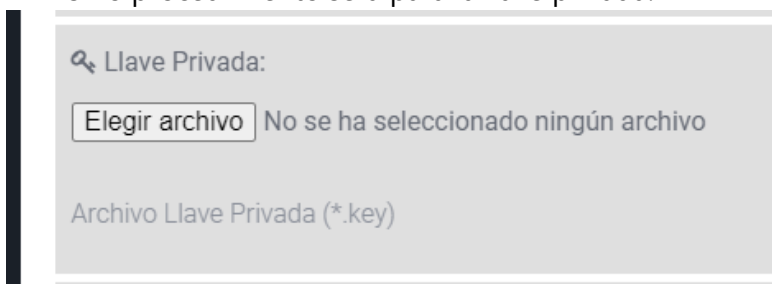 Llave Privada:
Elegir archivo No se ha seleccionado ningún archivo
Archivo Llave Privada (*.key)